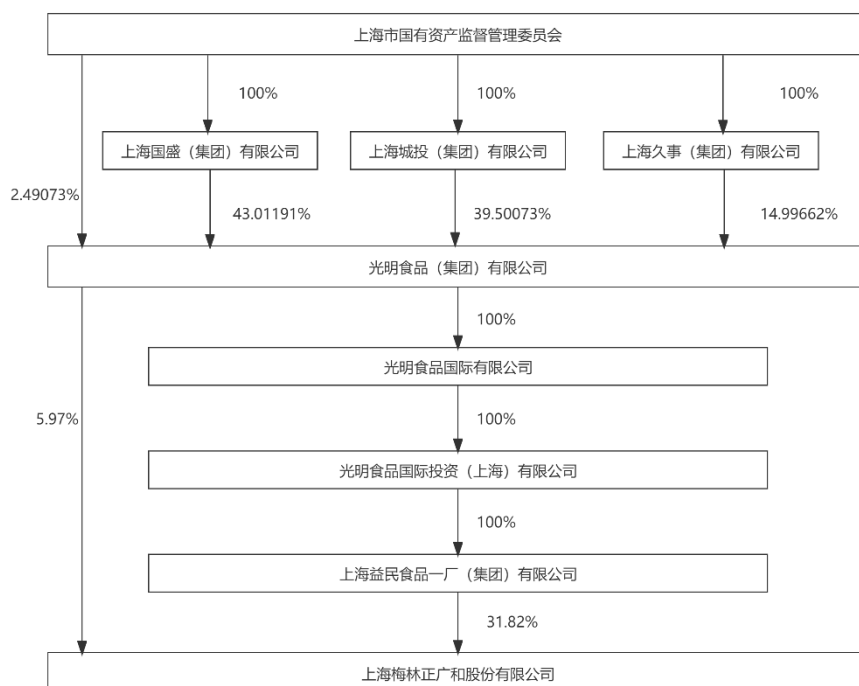 上海市国有资产监督管理委员会
100%
100%
100%
上海国盛（集团）有限公司
上海城投（集团）有限公司
上海久事（集团）有限公司
2.49073%
43.01191%
39.50073%
14.99662%
光明食品（集团）有限公司
100%
光明食品国际有限公司
5.97%
100%
光明食品国际投资（上海）有限公司
100%
上海益民食品一厂（集团）有限公司
31.82%
上海梅林正广和股份有限公司